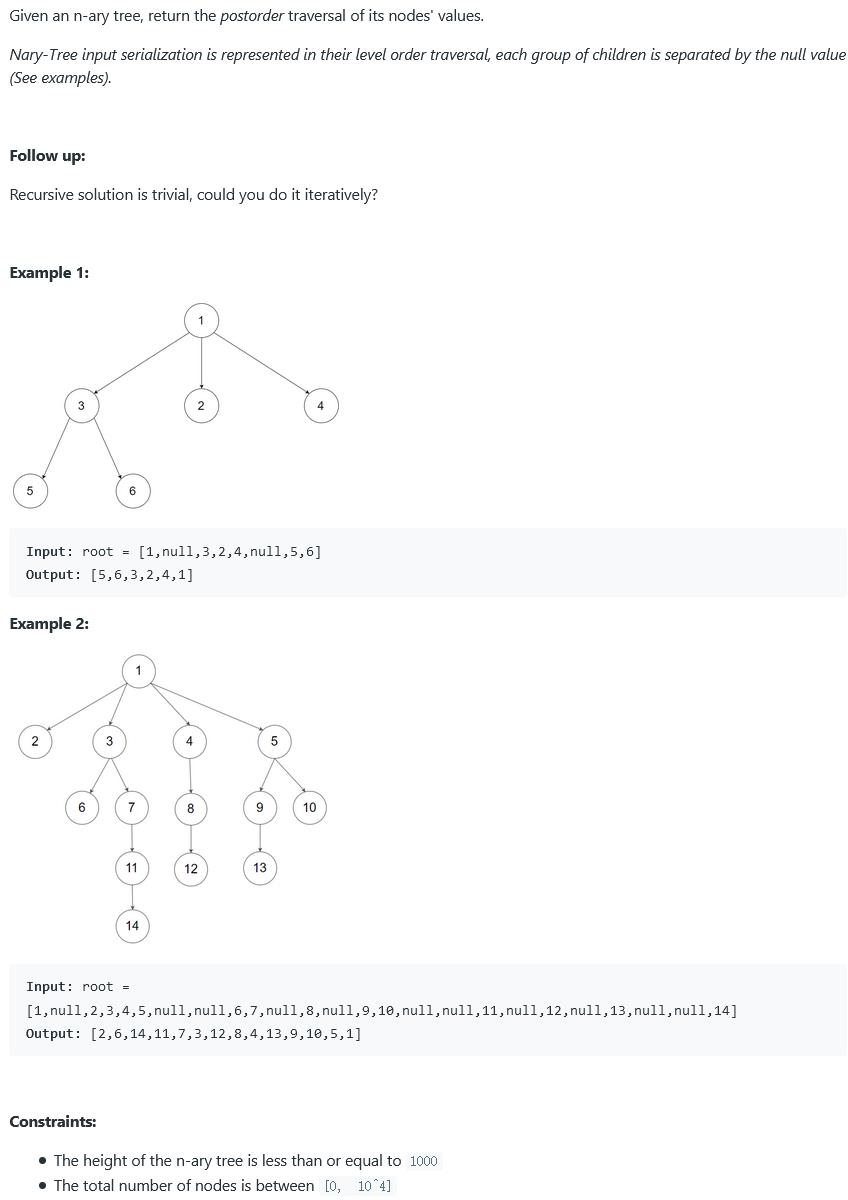 Given an n-ary tree, return the postorder traversal of its nodes' values.
Nary-Tree input serialization is represented in their level order traversal, each group of children is separated by the null value
(See examples).
Follow up:
Recursive solution is trivial, could you do it iteratively?
Example 1:
1
3 2 4
5 6
Input: root = [1,null,3,2,4,null,5,6]
Output: [5,6,3,2,4,1]
Example 2:
1
2 3 4 5
6 7 8 9 10
11 12 13
14
Input: root =
[1,null,2,3,4,5,null,null,6,7,null,8,null,9,10,null,null,11,null,12,null,13,null,null,14]
Output: [2,6,14,11,7,3,12,8,4,13,9,10,5,1]
Constraints:
• The height of the n-ary tree is less than or equal to 1000
• The total number of nodes is between [0, 10^4]